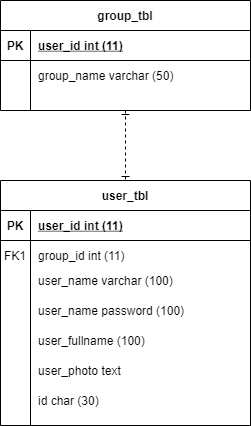 group_tbl
PK user_id int (11)
group_name varchar (50)
user_tbl
PK user_id int (11)
FK1 group_id int (11)
user_name varchar (100)
user_name password (100)
user_fullname (100)
user_photo text
id char (30)